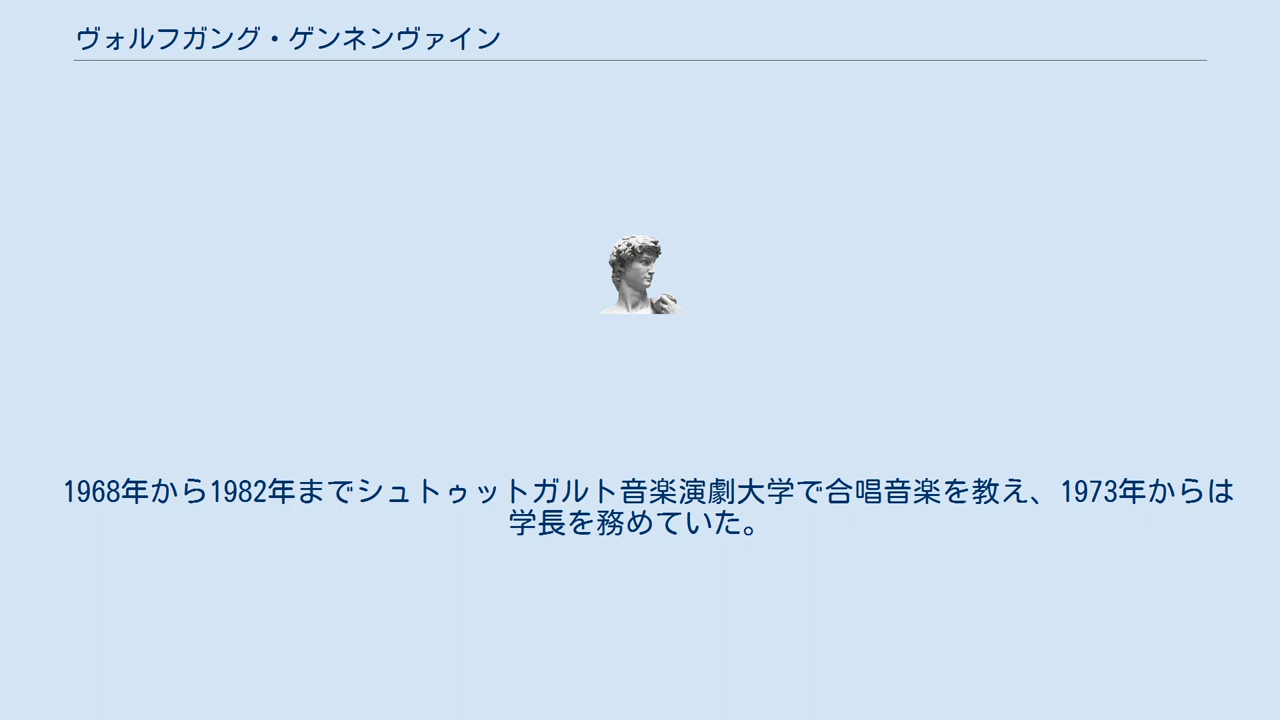 ヴォルフガング・ゲンネンヴァイン
1968年から1982年までシュトゥットガルト音楽演劇大学で合唱音楽を教え、1973年からは
学長を務めていた。